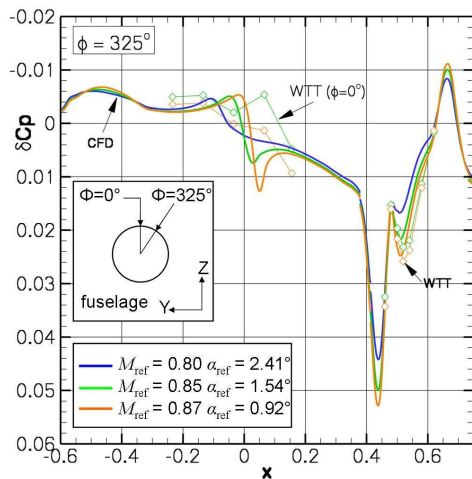 -0.02
-0.01
0
0.01
0.02
0.03
0.04
0.05
0.06
δCp
ϕ = 325°
CFD
WTT (ϕ=0°)
WTT
Φ=0°
Φ=325°
Z
Y
fuselage
M_ref = 0.80 α_ref = 2.41°
M_ref = 0.85 α_ref = 1.54°
M_ref = 0.87 α_ref = 0.92°
-0.6 -0.4 -0.2 0 0.2 0.4 0.6
x